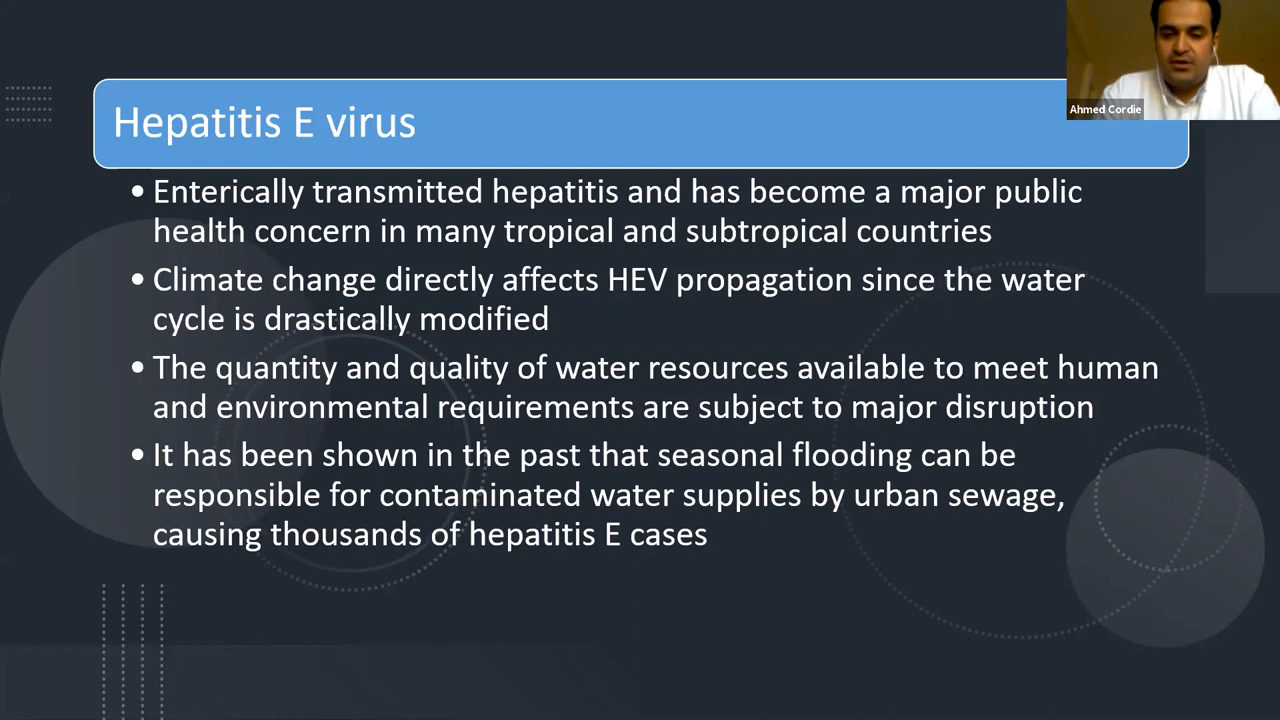 Ahmed Cordie
Hepatitis E virus
• Enterically transmitted hepatitis and has become a major public
health concern in many tropical and subtropical countries
• Climate change directly affects HEV propagation since the water
cycle is drastically modified
• The quantity and quality of water resources available to meet human
and environmental requirements are subject to major disruption
• It has been shown in the past that seasonal flooding can be
responsible for contaminated water supplies by urban sewage,
causing thousands of hepatitis E cases